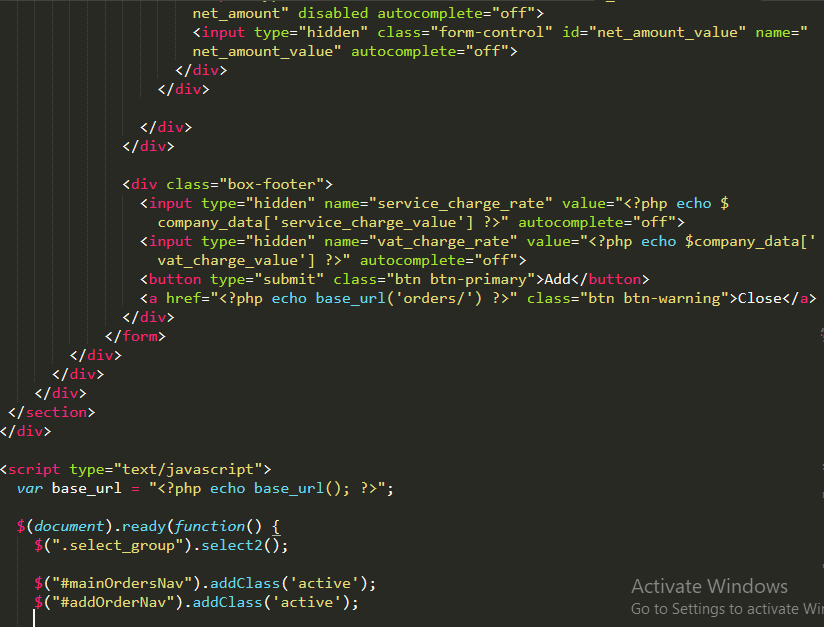 net_amount" disabled autocomplete="off">
<input type="hidden" class="form-control" id="net_amount_value" name="
net_amount_value" autocomplete="off">
</div>
</div>
</div>
</div>
<div class="box-footer">
<input type="hidden" name="service_charge_rate" value="<?php echo $
company_data['service_charge_value'] ?>" autocomplete="off">
<input type="hidden" name="vat_charge_rate" value="<?php echo $company_data['
vat_charge_value'] ?>" autocomplete="off">
<button type="submit" class="btn btn-primary">Add</button>
<a href="<?php echo base_url('orders/') ?>" class="btn btn-warning">Close</a>
</div>
</form>
</div>
</div>
</div>
</section>
</div>
<script type="text/javascript">
var base_url = "<?php echo base_url(); ?>";
$(document).ready(function() {
$(".select_group").select2();
$("#mainOrdersNav").addClass('active');
$("#addOrderNav").addClass('active');
Activate Windows
Go to Settings to activate Win